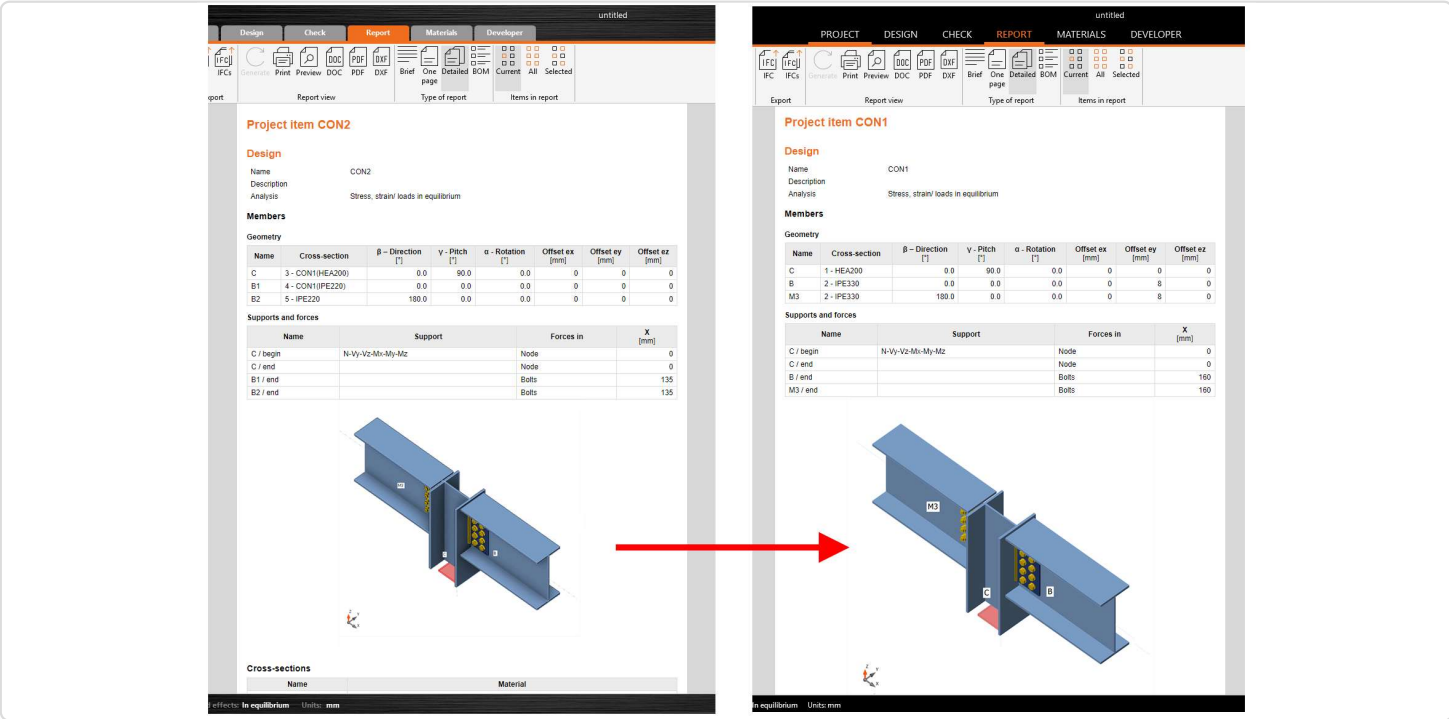 untitled
Design Check Report Materials Developer
IFC IFCs Generate Print Preview DOC PDF DXF Brief One page Detailed BOM Current All Selected
Report view Type of report Items in report
Project item CON2
Design
Name CON2
Description
Analysis Stress, strain/ loads in equilibrium
Members
Geometry
Name Cross-section β – Direction [°] γ - Pitch [°] α - Rotation [°] Offset ex [mm] Offset ey [mm] Offset ez [mm]
C 3 - CON1(HEA200) 0.0 90.0 0.0 0 0 0
B1 4 - CON1(IPE220) 0.0 0.0 0.0 0 0 0
B2 5 - IPE220 180.0 0.0 0.0 0 0 0
Supports and forces
Name Support Forces in X [mm]
C / begin N-Vy-Vz-Mx-My-Mz Node 0
C / end Node 0
B1 / end Bolts 135
B2 / end Bolts 135
C
B
Cross-sections
Name Material
effects: In equilibrium Units: mm
untitled
PROJECT DESIGN CHECK REPORT MATERIALS DEVELOPER
IFC IFCs Generate Print Preview DOC PDF DXF Brief One page Detailed BOM Current All Selected
Export Report view Type of report Items in report
Project item CON1
Design
Name CON1
Description
Analysis Stress, strain/ loads in equilibrium
Members
Geometry
Name Cross-section β – Direction [°] γ - Pitch [°] α - Rotation [°] Offset ex [mm] Offset ey [mm] Offset ez [mm]
C 1 - HEA200 0.0 90.0 0.0 0 0 0
B 2 - IPE330 0.0 0.0 0.0 0 8 0
M3 2 - IPE330 180.0 0.0 0.0 0 8 0
Supports and forces
Name Support Forces in X [mm]
C / begin N-Vy-Vz-Mx-My-Mz Node 0
C / end Node 0
B / end Bolts 160
M3 / end Bolts 160
M3
C
B
In equilibrium Units: mm